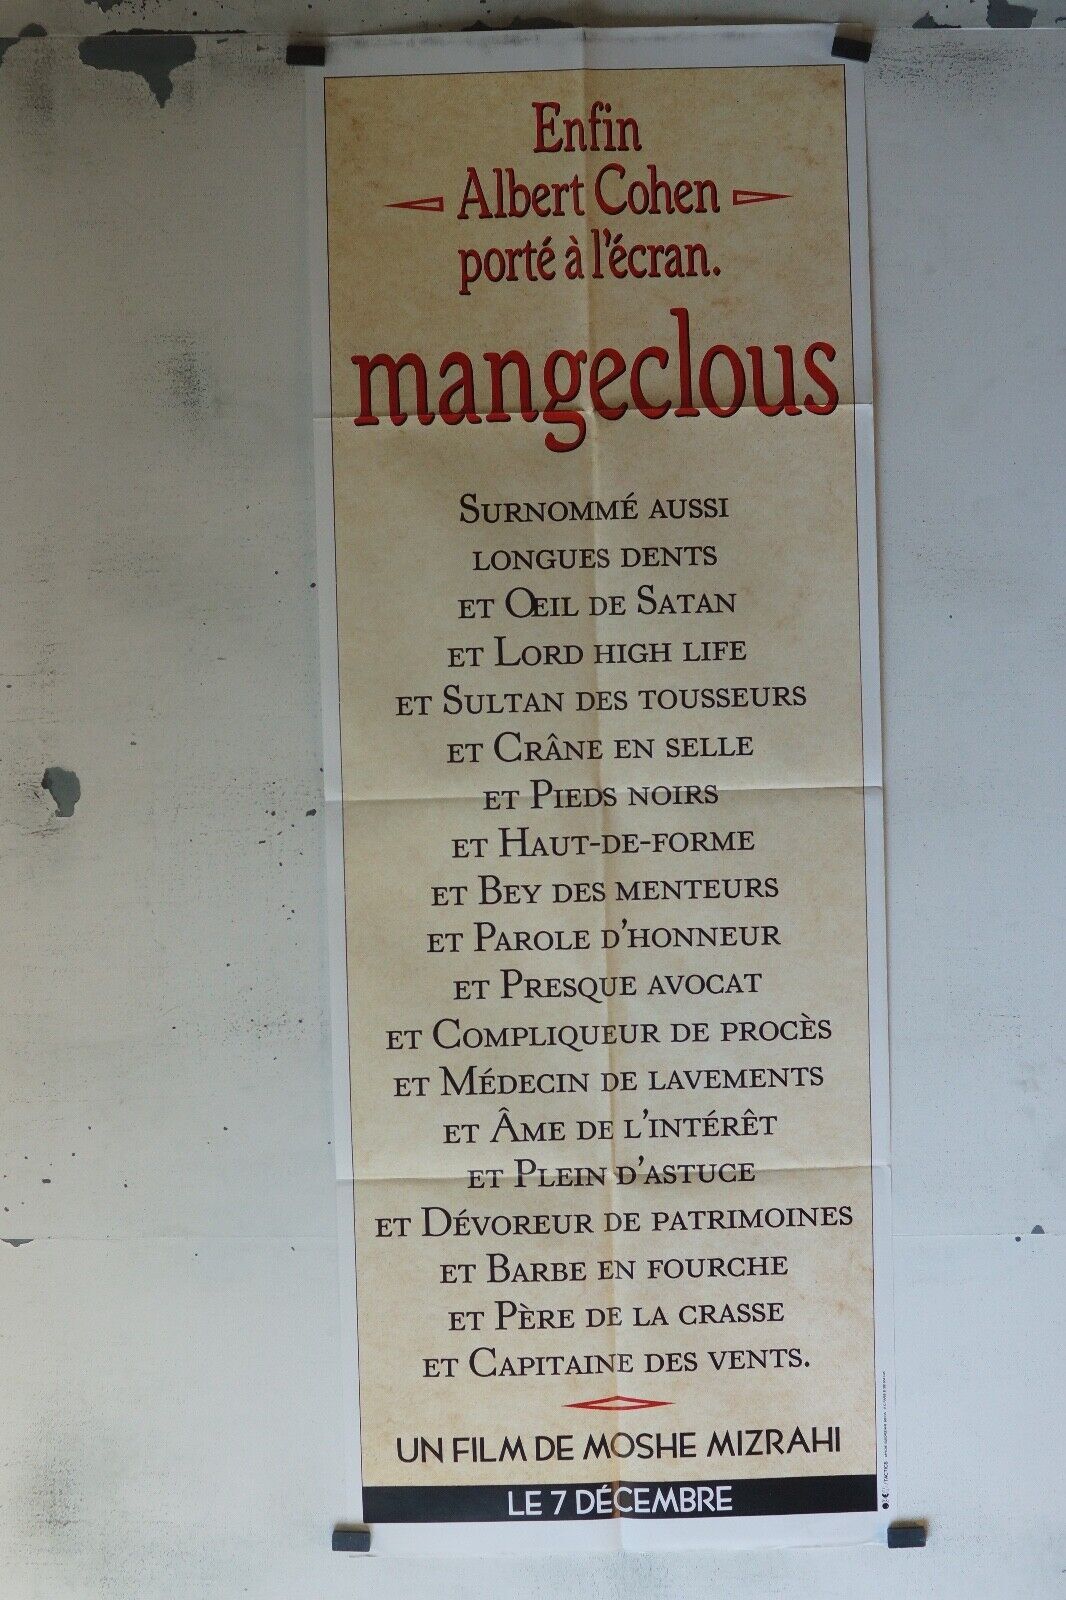 Enfin
Albert Cohen
porté à l'écran.
mangeclous
SURNOMMÉ AUSSI
LONGUES DENTS
ET ŒIL DE SATAN
ET LORD HIGH LIFE
ET SULTAN DES TOUSSEURS
ET CRÂNE EN SELLE
ET PIEDS NOIRS
ET HAUT-DE-FORME
ET BEY DES MENTEURS
ET PAROLE D'HONNEUR
ET PRESQUE AVOCAT
ET COMPLIQUEUR DE PROCÈS
ET MÉDECIN DE LAVEMENTS
ET ÂME DE L'INTÉRÊT
ET PLEIN D'ASTUCE
ET DÉVOREUR DE PATRIMOINES
ET BARBE EN FOURCHE
ET PÈRE DE LA CRASSE
ET CAPITAINE DES VENTS.
UN FILM DE MOSHE MIZRAHI
LE 7 DÉCEMBRE
TACTICS